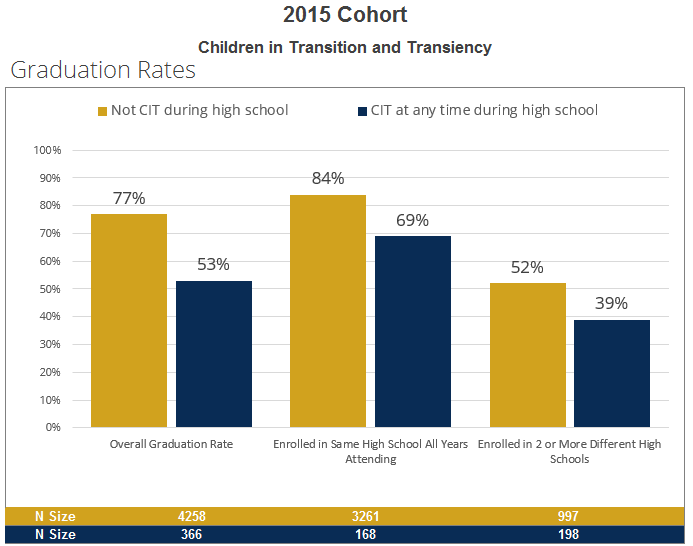 2015 Cohort
Children in Transition and Transiency
Graduation Rates
Not CIT during high school CIT at any time during high school
100%
90%
80%
70%
60%
50%
40%
30%
20%
10%
0%
77%
53%
84%
69%
52%
39%
Overall Graduation Rate
Enrolled in Same High School All Years
Attending
Enrolled in 2 or More Different High
Schools
N Size 4258 3261 997
N Size 366 168 198